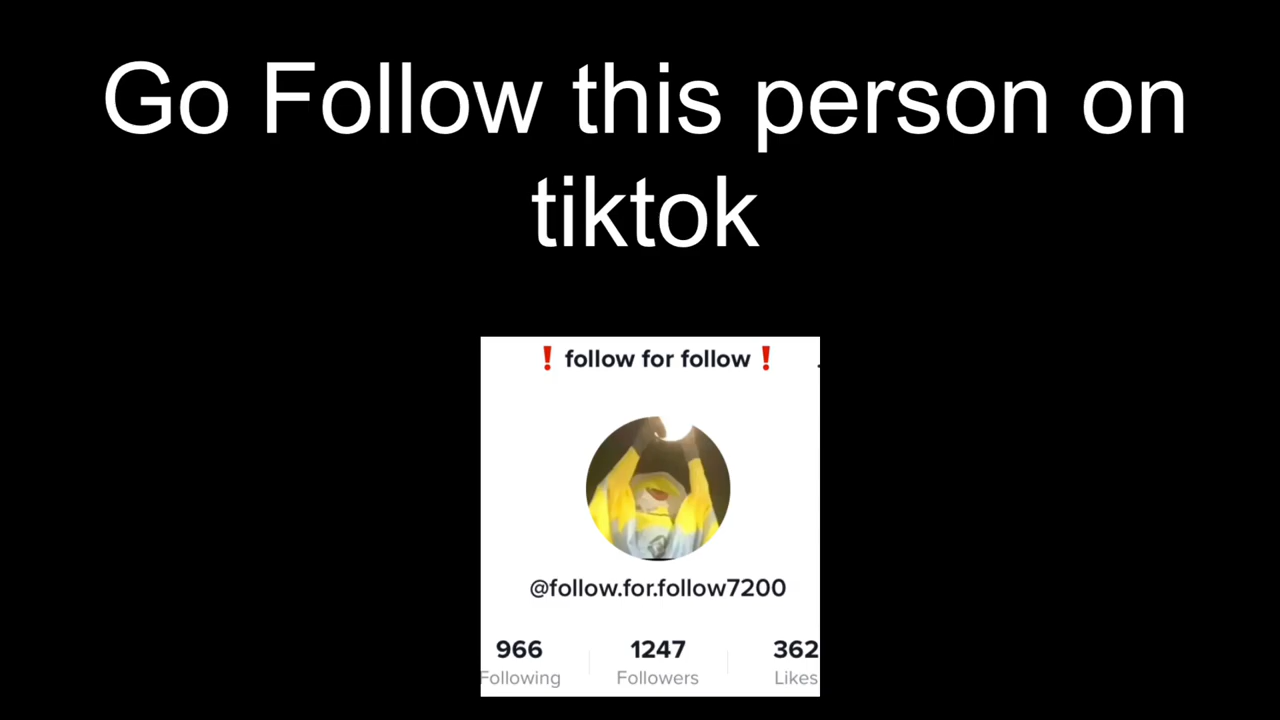 Go Follow this person on
tiktok
❗follow for follow❗
@follow.for.follow7200
966 1247 362
Following Followers Likes